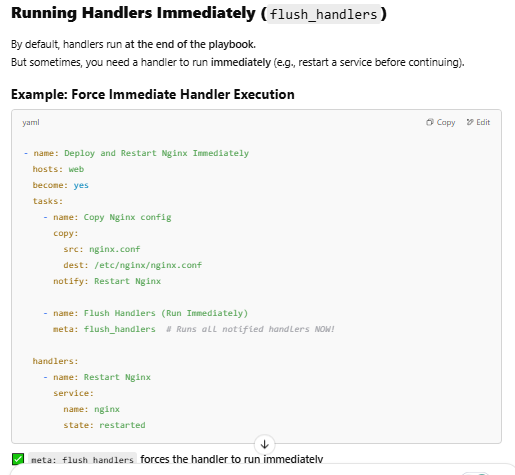 Running Handlers Immediately (flush_handlers)
By default, handlers run at the end of the playbook.
But sometimes, you need a handler to run immediately (e.g., restart a service before continuing).
Example: Force Immediate Handler Execution
yaml Copy Edit
- name: Deploy and Restart Nginx Immediately
  hosts: web
  become: yes
  tasks:
    - name: Copy Nginx config
      copy:
        src: nginx.conf
        dest: /etc/nginx/nginx.conf
      notify: Restart Nginx
    - name: Flush Handlers (Run Immediately)
      meta: flush_handlers  # Runs all notified handlers NOW!
  handlers:
    - name: Restart Nginx
      service:
        name: nginx
        state: restarted
meta: flush_handlers forces the handler to run immediately